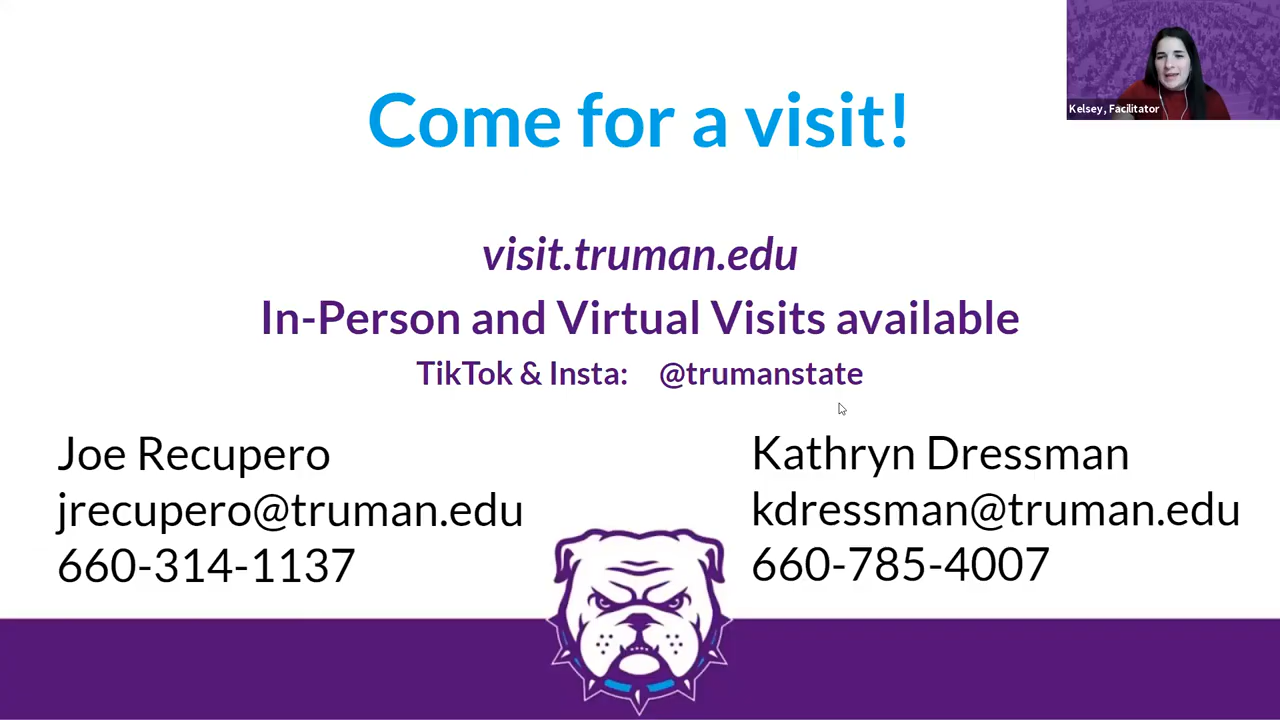 Come for a visit!
Kelsey, Facilitator
visit.truman.edu
In-Person and Virtual Visits available
TikTok & Insta: @trumanstate
Joe Recupero
jrecupero@truman.edu
660-314-1137
Kathryn Dressman
kdressman@truman.edu
660-785-4007